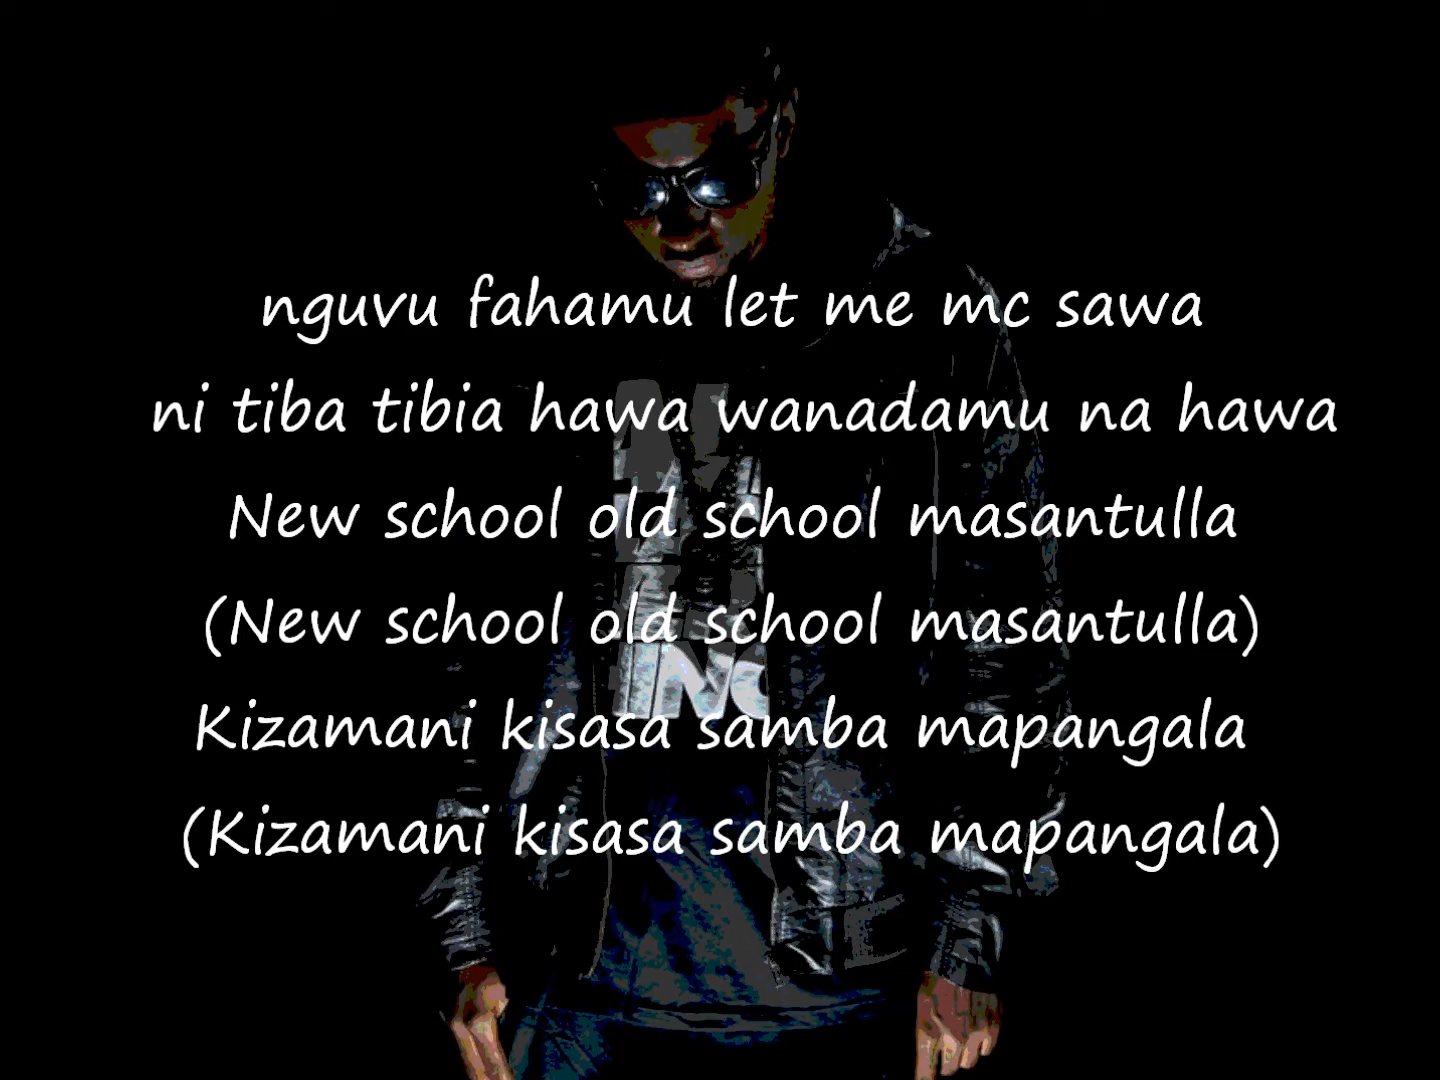 nguvu fahamu let me mc sawa
ni tiba tibia hawa wanadamu na hawa
New school old school masantulla
(New school old school masantulla)
Kizamani kisasa samba mapangala
(Kizamani kisasa samba mapangala)